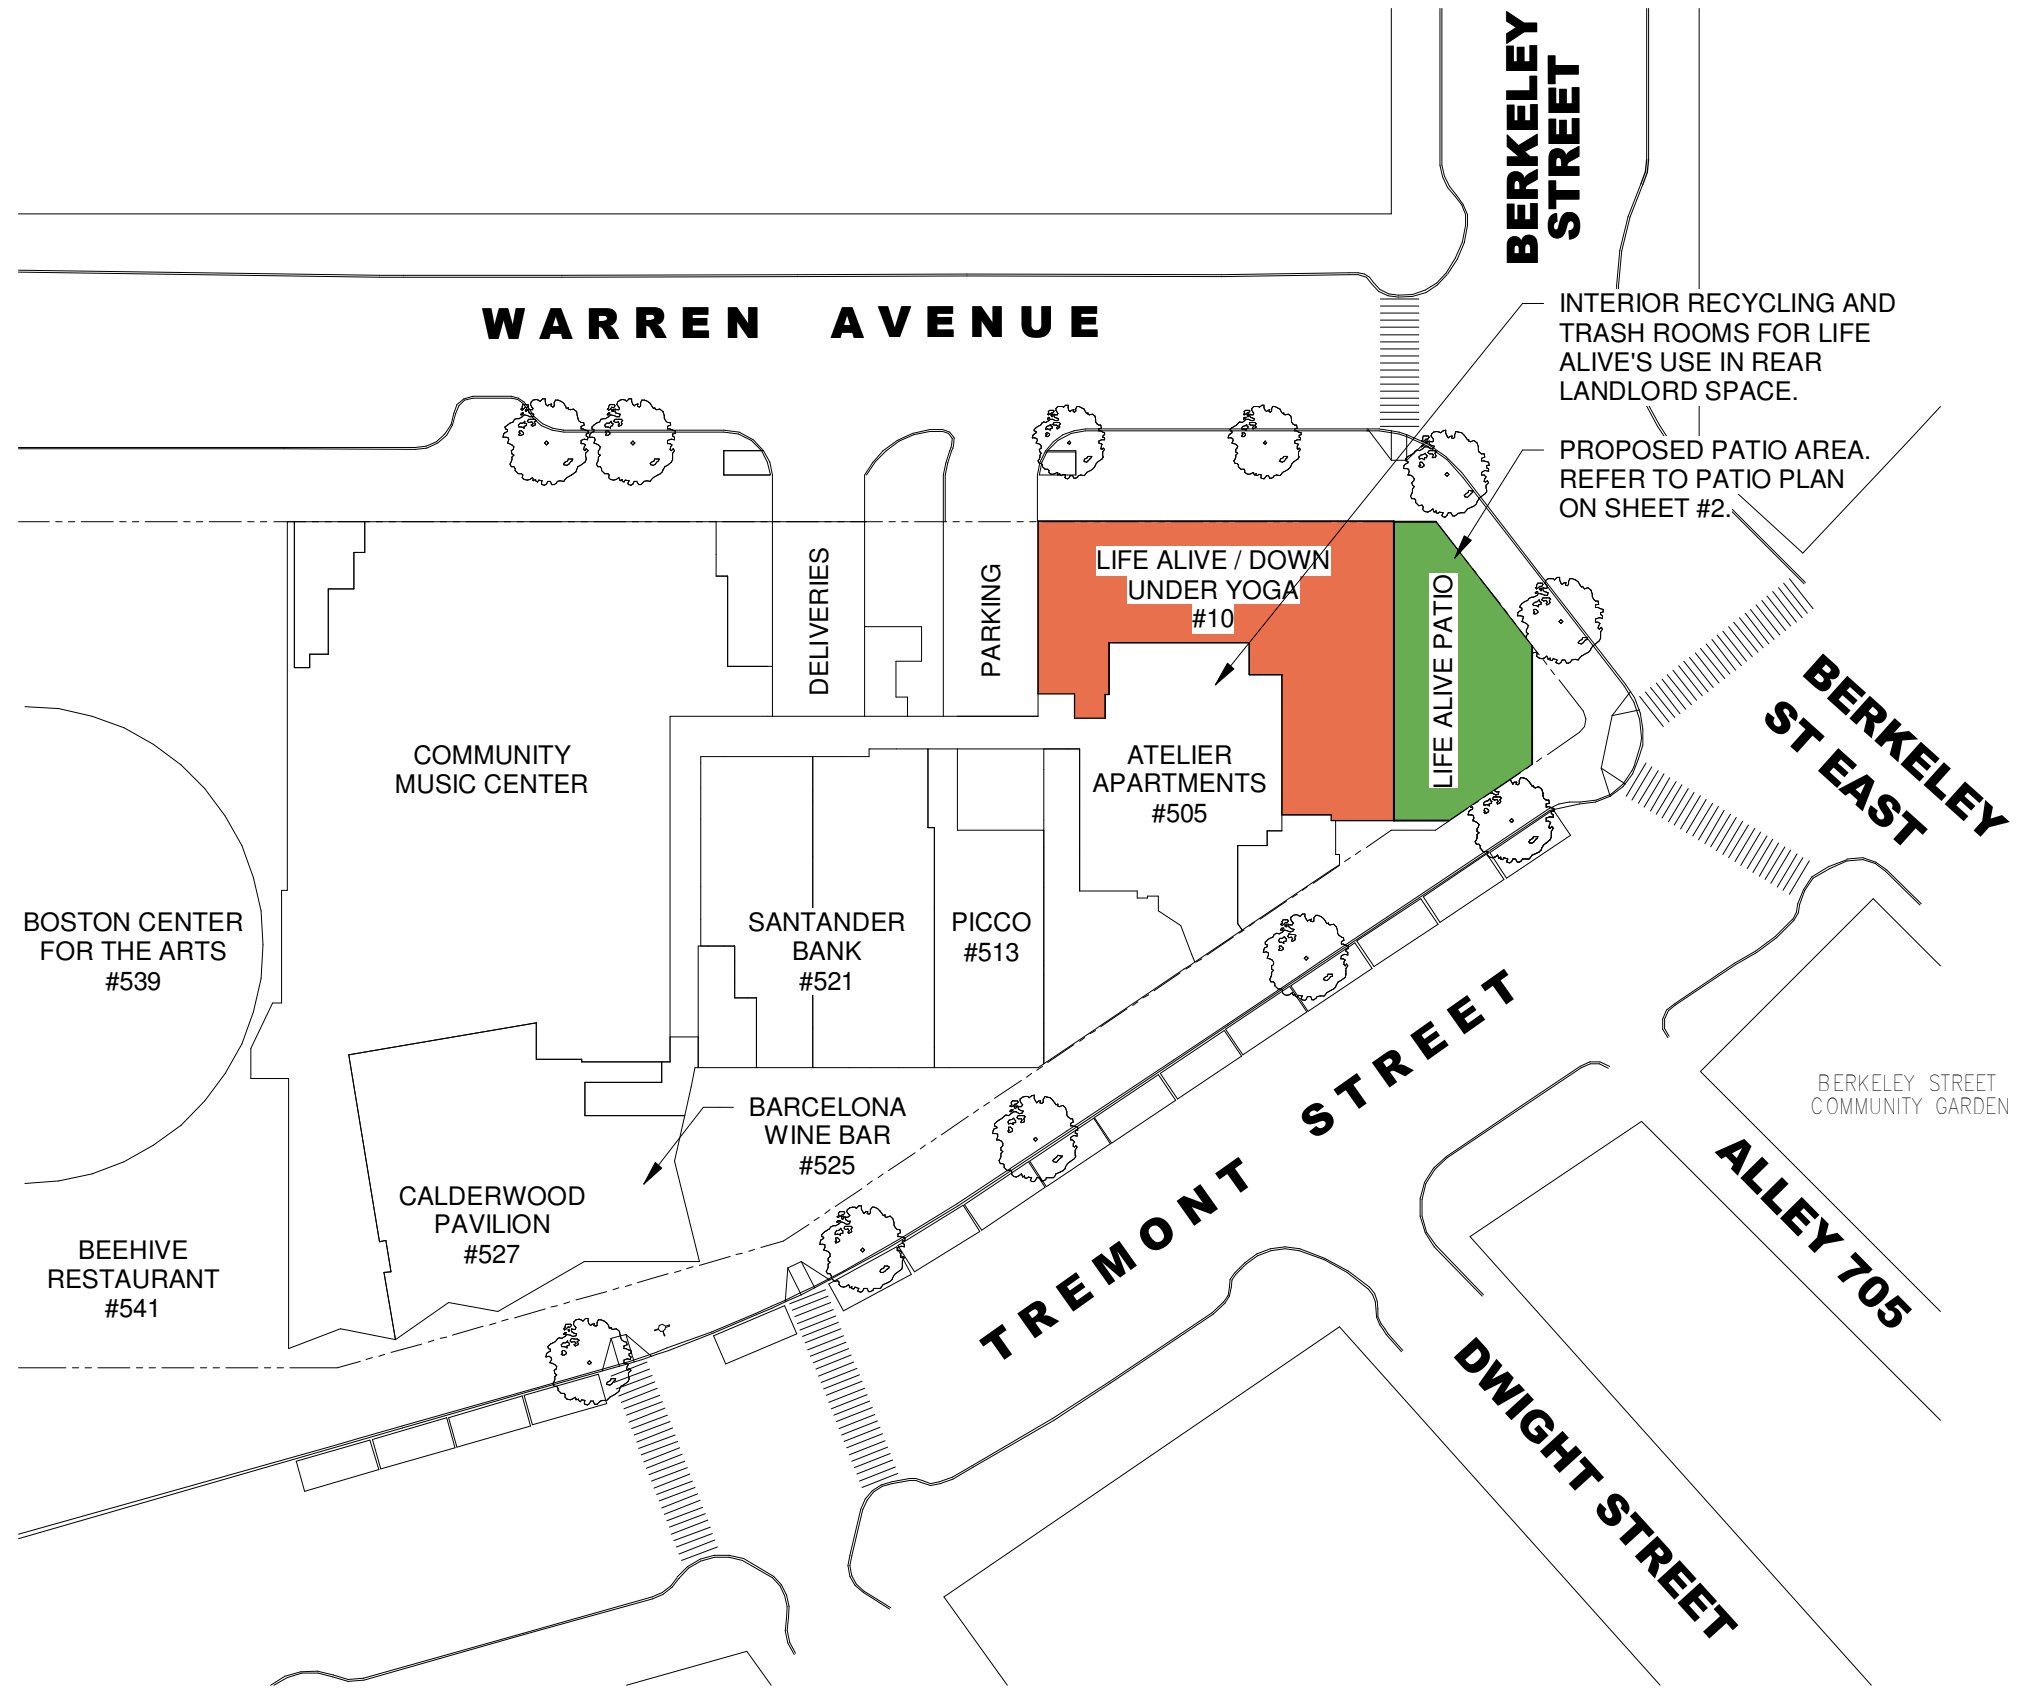 BERKELEY
STREET
WARREN AVENUE
INTERIOR RECYCLING AND
TRASH ROOMS FOR LIFE
ALIVE'S USE IN REAR
LANDLORD SPACE.
PROPOSED PATIO AREA.
REFER TO PATIO PLAN
ON SHEET #2.
DELIVERIES
PARKING
LIFE ALIVE / DOWN
UNDER YOGA
#10
LIFE ALIVE PATIO
BERKELEY
ST EAST
COMMUNITY
MUSIC CENTER
ATELIER
APARTMENTS
#505
BOSTON CENTER
FOR THE ARTS
#539
SANTANDER
BANK
#521
PICCO
#513
BARCELONA
WINE BAR
#525
CALDERWOOD
PAVILION
#527
BEEHIVE
RESTAURANT
#541
TREMONT STREET
BERKELEY STREET
COMMUNITY GARDEN
ALLEY 705
DWIGHT STREET